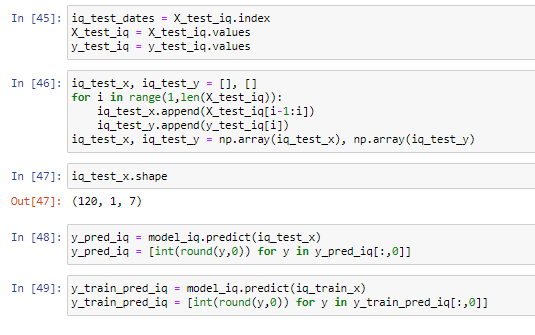 In [45]: iq_test_dates = X_test_iq.index
X_test_iq = X_test_iq.values
y_test_iq = y_test_iq.values
In [46]: iq_test_x, iq_test_y = [], []
for i in range(1,len(X_test_iq)):
    iq_test_x.append(X_test_iq[i-1:i])
    iq_test_y.append(y_test_iq[i])
iq_test_x, iq_test_y = np.array(iq_test_x), np.array(iq_test_y)
In [47]: iq_test_x.shape
Out[47]: (120, 1, 7)
In [48]: y_pred_iq = model_iq.predict(iq_test_x)
y_pred_iq = [int(round(y,0)) for y in y_pred_iq[:,0]]
In [49]: y_train_pred_iq = model_iq.predict(iq_train_x)
y_train_pred_iq = [int(round(y,0)) for y in y_train_pred_iq[:,0]]